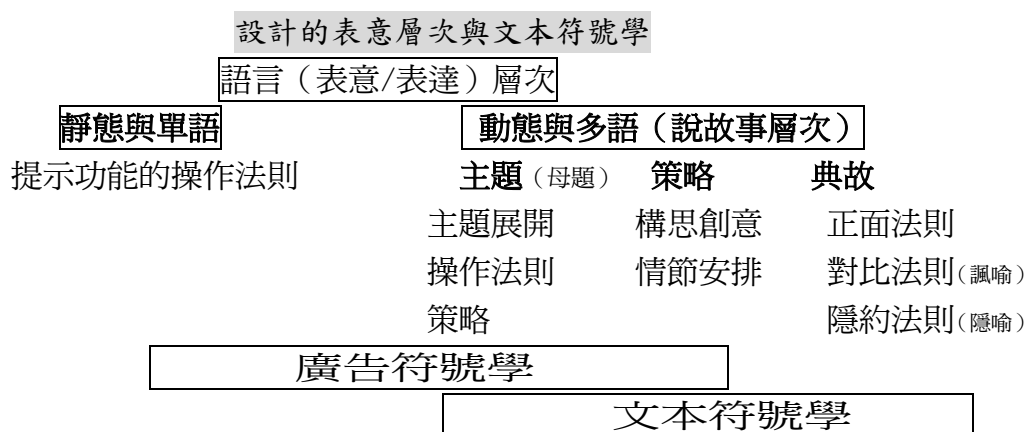 設計的表意層次與文本符號學
語言（表意/表達）層次
靜態與單語 動態與多語（說故事層次）
提示功能的操作法則 主題（母題） 策略 典故
主題展開 構思創意 正面法則
操作法則 情節安排 對比法則（諷喻）
策略 隱約法則（隱喻）
廣告符號學
文本符號學